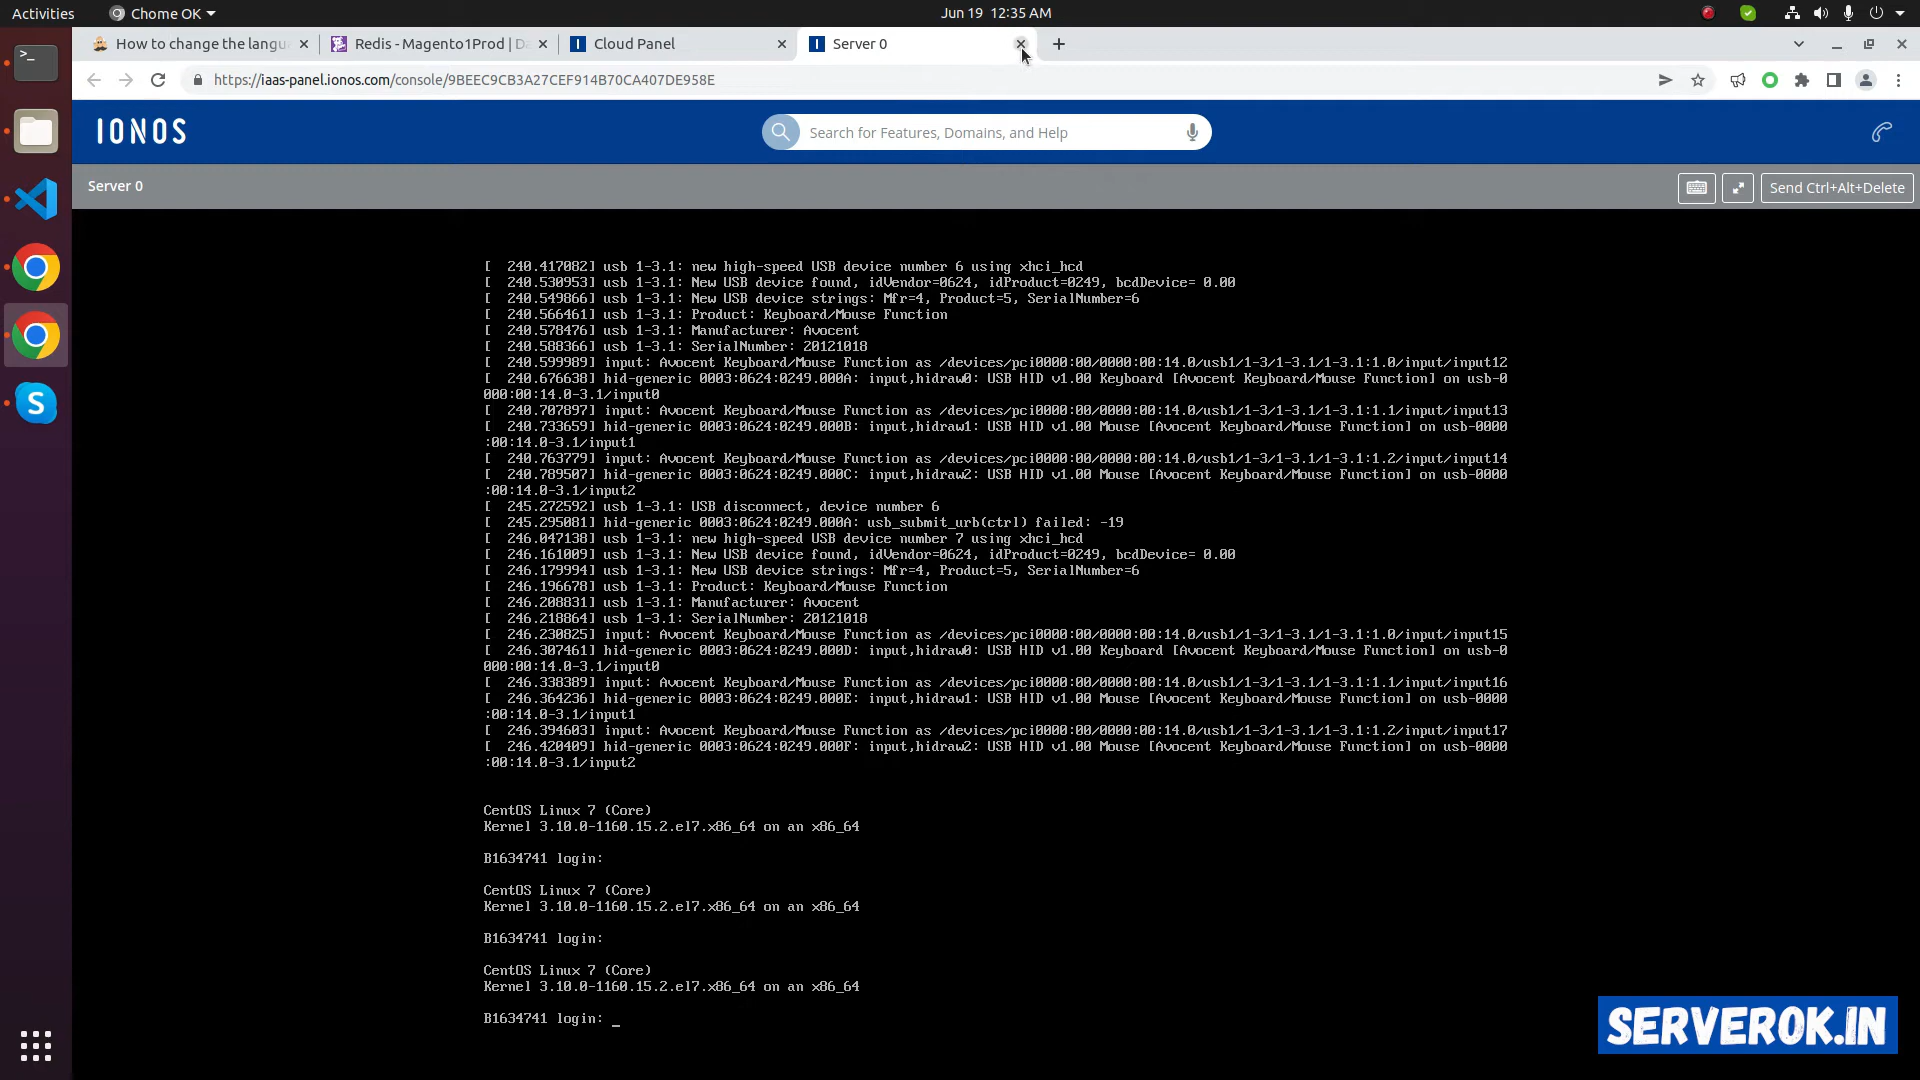 Activities
Chome OK
Jun 19 12:35 AM
How to change the langu
Redis - Magento1Prod | Da
Cloud Panel
Server 0
https://iaas-panel.ionos.com/console/9BEEC9CB3A27CEF914B70CA407DE958E
IONOS
Search for Features, Domains, and Help
Server 0
Send Ctrl+Alt+Delete
[  240.417082] usb 1-3.1: new high-speed USB device number 6 using xhci_hcd
[  240.530953] usb 1-3.1: New USB device found, idVendor=0624, idProduct=0249, bcdDevice= 0.00
[  240.549866] usb 1-3.1: New USB device strings: Mfr=4, Product=5, SerialNumber=6
[  240.566461] usb 1-3.1: Product: Keyboard/Mouse Function
[  240.578476] usb 1-3.1: Manufacturer: Avocent
[  240.588366] usb 1-3.1: SerialNumber: 20121018
[  240.599989] input: Avocent Keyboard/Mouse Function as /devices/pci0000:00/0000:00:14.0/usb1/1-3/1-3.1/1-3.1:1.0/input/input12
[  240.676638] hid-generic 0003:0624:0249.000A: input,hidraw0: USB HID v1.00 Keyboard [Avocent Keyboard/Mouse Function] on usb-0
000:00:14.0-3.1/input0
[  240.707897] input: Avocent Keyboard/Mouse Function as /devices/pci0000:00/0000:00:14.0/usb1/1-3/1-3.1/1-3.1:1.1/input/input13
[  240.733659] hid-generic 0003:0624:0249.000B: input,hidraw1: USB HID v1.00 Mouse [Avocent Keyboard/Mouse Function] on usb-0000
:00:14.0-3.1/input1
[  240.763779] input: Avocent Keyboard/Mouse Function as /devices/pci0000:00/0000:00:14.0/usb1/1-3/1-3.1/1-3.1:1.2/input/input14
[  240.789507] hid-generic 0003:0624:0249.000C: input,hidraw2: USB HID v1.00 Mouse [Avocent Keyboard/Mouse Function] on usb-0000
:00:14.0-3.1/input2
[  245.272592] usb 1-3.1: USB disconnect, device number 6
[  245.295081] hid-generic 0003:0624:0249.000A: usb_submit_urb(ctrl) failed: -19
[  246.047138] usb 1-3.1: new high-speed USB device number 7 using xhci_hcd
[  246.161009] usb 1-3.1: New USB device found, idVendor=0624, idProduct=0249, bcdDevice= 0.00
[  246.179994] usb 1-3.1: New USB device strings: Mfr=4, Product=5, SerialNumber=6
[  246.196678] usb 1-3.1: Product: Keyboard/Mouse Function
[  246.208831] usb 1-3.1: Manufacturer: Avocent
[  246.218864] usb 1-3.1: SerialNumber: 20121018
[  246.230825] input: Avocent Keyboard/Mouse Function as /devices/pci0000:00/0000:00:14.0/usb1/1-3/1-3.1/1-3.1:1.0/input/input15
[  246.307461] hid-generic 0003:0624:0249.000D: input,hidraw0: USB HID v1.00 Keyboard [Avocent Keyboard/Mouse Function] on usb-0
000:00:14.0-3.1/input0
[  246.338389] input: Avocent Keyboard/Mouse Function as /devices/pci0000:00/0000:00:14.0/usb1/1-3/1-3.1/1-3.1:1.1/input/input16
[  246.364236] hid-generic 0003:0624:0249.000E: input,hidraw1: USB HID v1.00 Mouse [Avocent Keyboard/Mouse Function] on usb-0000
:00:14.0-3.1/input1
[  246.394603] input: Avocent Keyboard/Mouse Function as /devices/pci0000:00/0000:00:14.0/usb1/1-3/1-3.1/1-3.1:1.2/input/input17
[  246.420409] hid-generic 0003:0624:0249.000F: input,hidraw2: USB HID v1.00 Mouse [Avocent Keyboard/Mouse Function] on usb-0000
:00:14.0-3.1/input2
CentOS Linux 7 (Core)
Kernel 3.10.0-1160.15.2.el7.x86_64 on an x86_64
B1634741 login:
CentOS Linux 7 (Core)
Kernel 3.10.0-1160.15.2.el7.x86_64 on an x86_64
B1634741 login:
CentOS Linux 7 (Core)
Kernel 3.10.0-1160.15.2.el7.x86_64 on an x86_64
B1634741 login: _
SERVEROK.IN